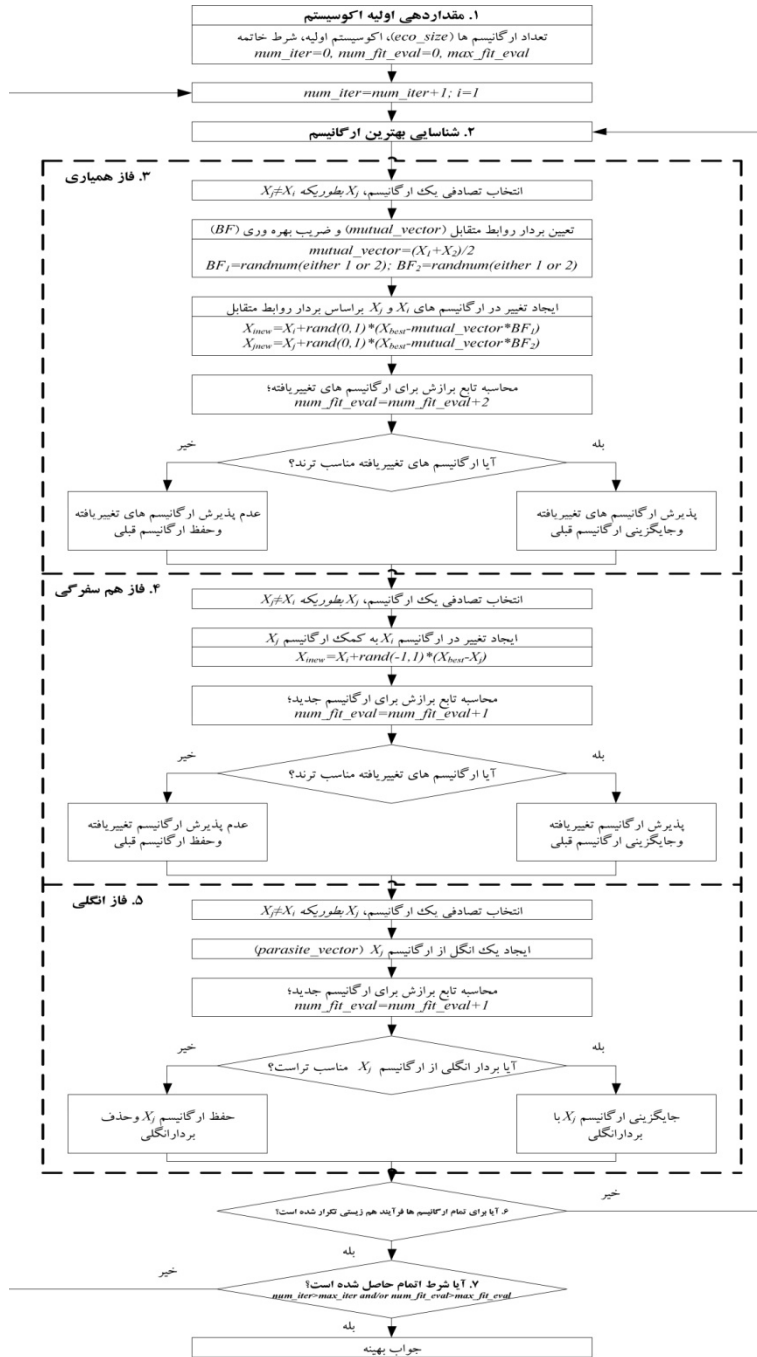 ۱. مقداردهی اولیه اکوسیستم
تعداد ارگانیسم ها (eco_size)، اکوسیستم اولیه، شرط خاتمه
num_iter=0, num_fit_eval=0, max_fit_eval
num_iter=num_iter+1; i=1
۲. شناسایی بهترین ارگانیسم
۳. فاز همیاری
انتخاب تصادفی یک ارگانیسم، Xj بطوریکه Xj≠Xi
تعیین بردار روابط متقابل (mutual_vector) و ضریب بهره وری (BF)
mutual_vector=(X1+X2)/2
BF1=randnum(either 1 or 2); BF2=randnum(either 1 or 2)
ایجاد تغییر در ارگانیسم های Xi و Xj براساس بردار روابط متقابل
Xinew=Xi+rand(0,1)*(Xbest-mutual_vector*BF1)
Xjnew=Xj+rand(0,1)*(Xbest-mutual_vector*BF2)
محاسبه تابع برازش برای ارگانیسم های تغییریافته؛
num_fit_eval=num_fit_eval+2
خیر
بله
آیا ارگانیسم های تغییریافته مناسب ترند؟
پذیرش ارگانیسم های تغییریافته
وجایگزینی ارگانیسم قبلی
عدم پذیرش ارگانیسم های تغییریافته
وحفظ ارگانیسم قبلی
۴. فاز هم سفرگی
انتخاب تصادفی یک ارگانیسم، Xj بطوریکه Xj≠Xi
ایجاد تغییر در ارگانیسم Xi به کمک ارگانیسم Xj
Xinew=Xi+rand(-1,1)*(Xbest-Xj)
محاسبه تابع برازش برای ارگانیسم جدید؛
num_fit_eval=num_fit_eval+1
خیر
بله
آیا ارگانیسم های تغییریافته مناسب ترند؟
پذیرش ارگانیسم تغییریافته
وجایگزینی ارگانیسم قبلی
عدم پذیرش ارگانیسم تغییریافته
وحفظ ارگانیسم قبلی
۵. فاز انگلی
انتخاب تصادفی یک ارگانیسم، Xj بطوریکه Xj≠Xi
ایجاد یک انگل از ارگانیسم Xj (parasite_vector)
محاسبه تابع برازش برای ارگانیسم جدید؛
num_fit_eval=num_fit_eval+1
خیر
بله
آیا بردار انگلی از ارگانیسم Xj مناسب تراست؟
جایگزینی ارگانیسم Xj با
بردارانگلی
حفظ ارگانیسم Xj وحذف
بردارانگلی
خیر
۶. آیا برای تمام ارگانیسم ها فرآیند هم زیستی تکرار شده است؟
بله
خیر
۷. آیا شرط اتمام حاصل شده است؟
num_iter>max_iter and/or num_fit_eval>max_fit_eval
بله
جواب بهینه